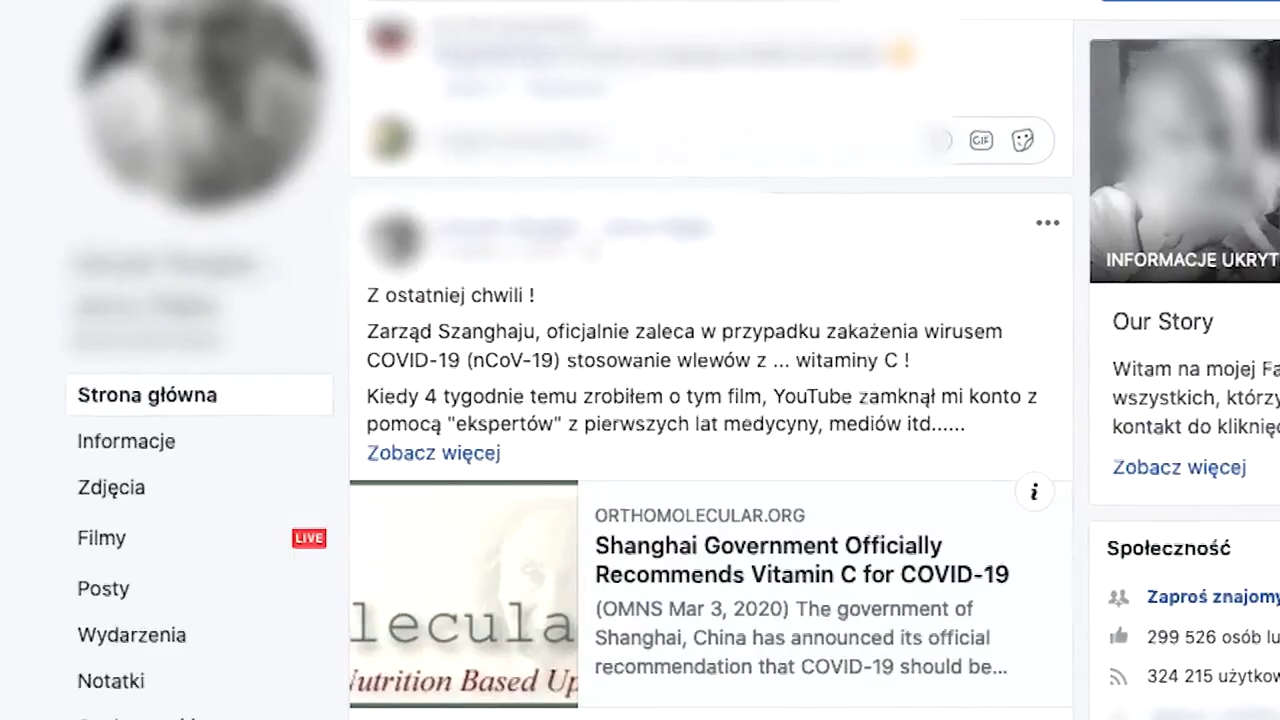 Strona główna
Informacje
Zdjęcia
Filmy
LIVE
Posty
Wydarzenia
Notatki
GIF
Z ostatniej chwili !
Zarząd Szanghaju, oficjalnie zaleca w przypadku zakażenia wirusem
COVID-19 (nCoV-19) stosowanie wlewów z ... witaminy C !
Kiedy 4 tygodnie temu zrobiłem o tym film, YouTube zamknął mi konto z
pomocą "ekspertów" z pierwszych lat medycyny, mediów itd......
Zobacz więcej
lecula
Nutrition Based Up
ORTHOMOLECULAR.ORG
Shanghai Government Officially
Recommends Vitamin C for COVID-19
(OMNS Mar 3, 2020) The government of
Shanghai, China has announced its official
recommendation that COVID-19 should be...
INFORMACJE UKRYT
Our Story
Witam na mojej Fa
wszystkich, którzy
kontakt do kliknię
Zobacz więcej
Społeczność
Zaproś znajomy
299 526 osób lu
324 215 użytkow